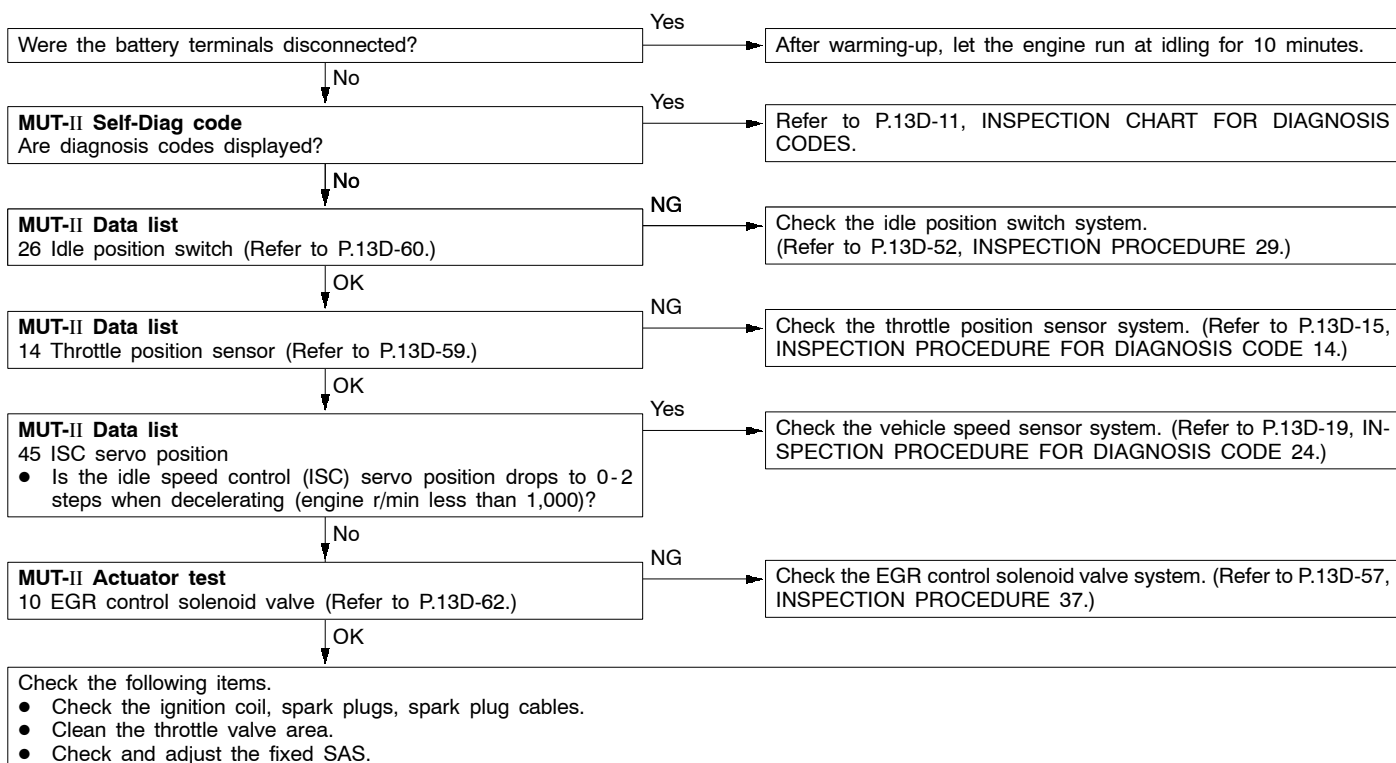 Yes
Were the battery terminals disconnected?
After warming-up, let the engine run at idling for 10 minutes.
No
Yes
MUT-II Self-Diag code
Are diagnosis codes displayed?
Refer to P.13D-11, INSPECTION CHART FOR DIAGNOSIS
CODES.
No
NG
MUT-II Data list
26 Idle position switch (Refer to P.13D-60.)
Check the idle position switch system.
(Refer to P.13D-52, INSPECTION PROCEDURE 29.)
OK
NG
MUT-II Data list
14 Throttle position sensor (Refer to P.13D-59.)
Check the throttle position sensor system. (Refer to P.13D-15,
INSPECTION PROCEDURE FOR DIAGNOSIS CODE 14.)
OK
Yes
MUT-II Data list
45 ISC servo position
● Is the idle speed control (ISC) servo position drops to 0-2
steps when decelerating (engine r/min less than 1,000)?
Check the vehicle speed sensor system. (Refer to P.13D-19, IN-
SPECTION PROCEDURE FOR DIAGNOSIS CODE 24.)
No
NG
MUT-II Actuator test
10 EGR control solenoid valve (Refer to P.13D-62.)
Check the EGR control solenoid valve system. (Refer to P.13D-57,
INSPECTION PROCEDURE 37.)
OK
Check the following items.
● Check the ignition coil, spark plugs, spark plug cables.
● Clean the throttle valve area.
● Check and adjust the fixed SAS.